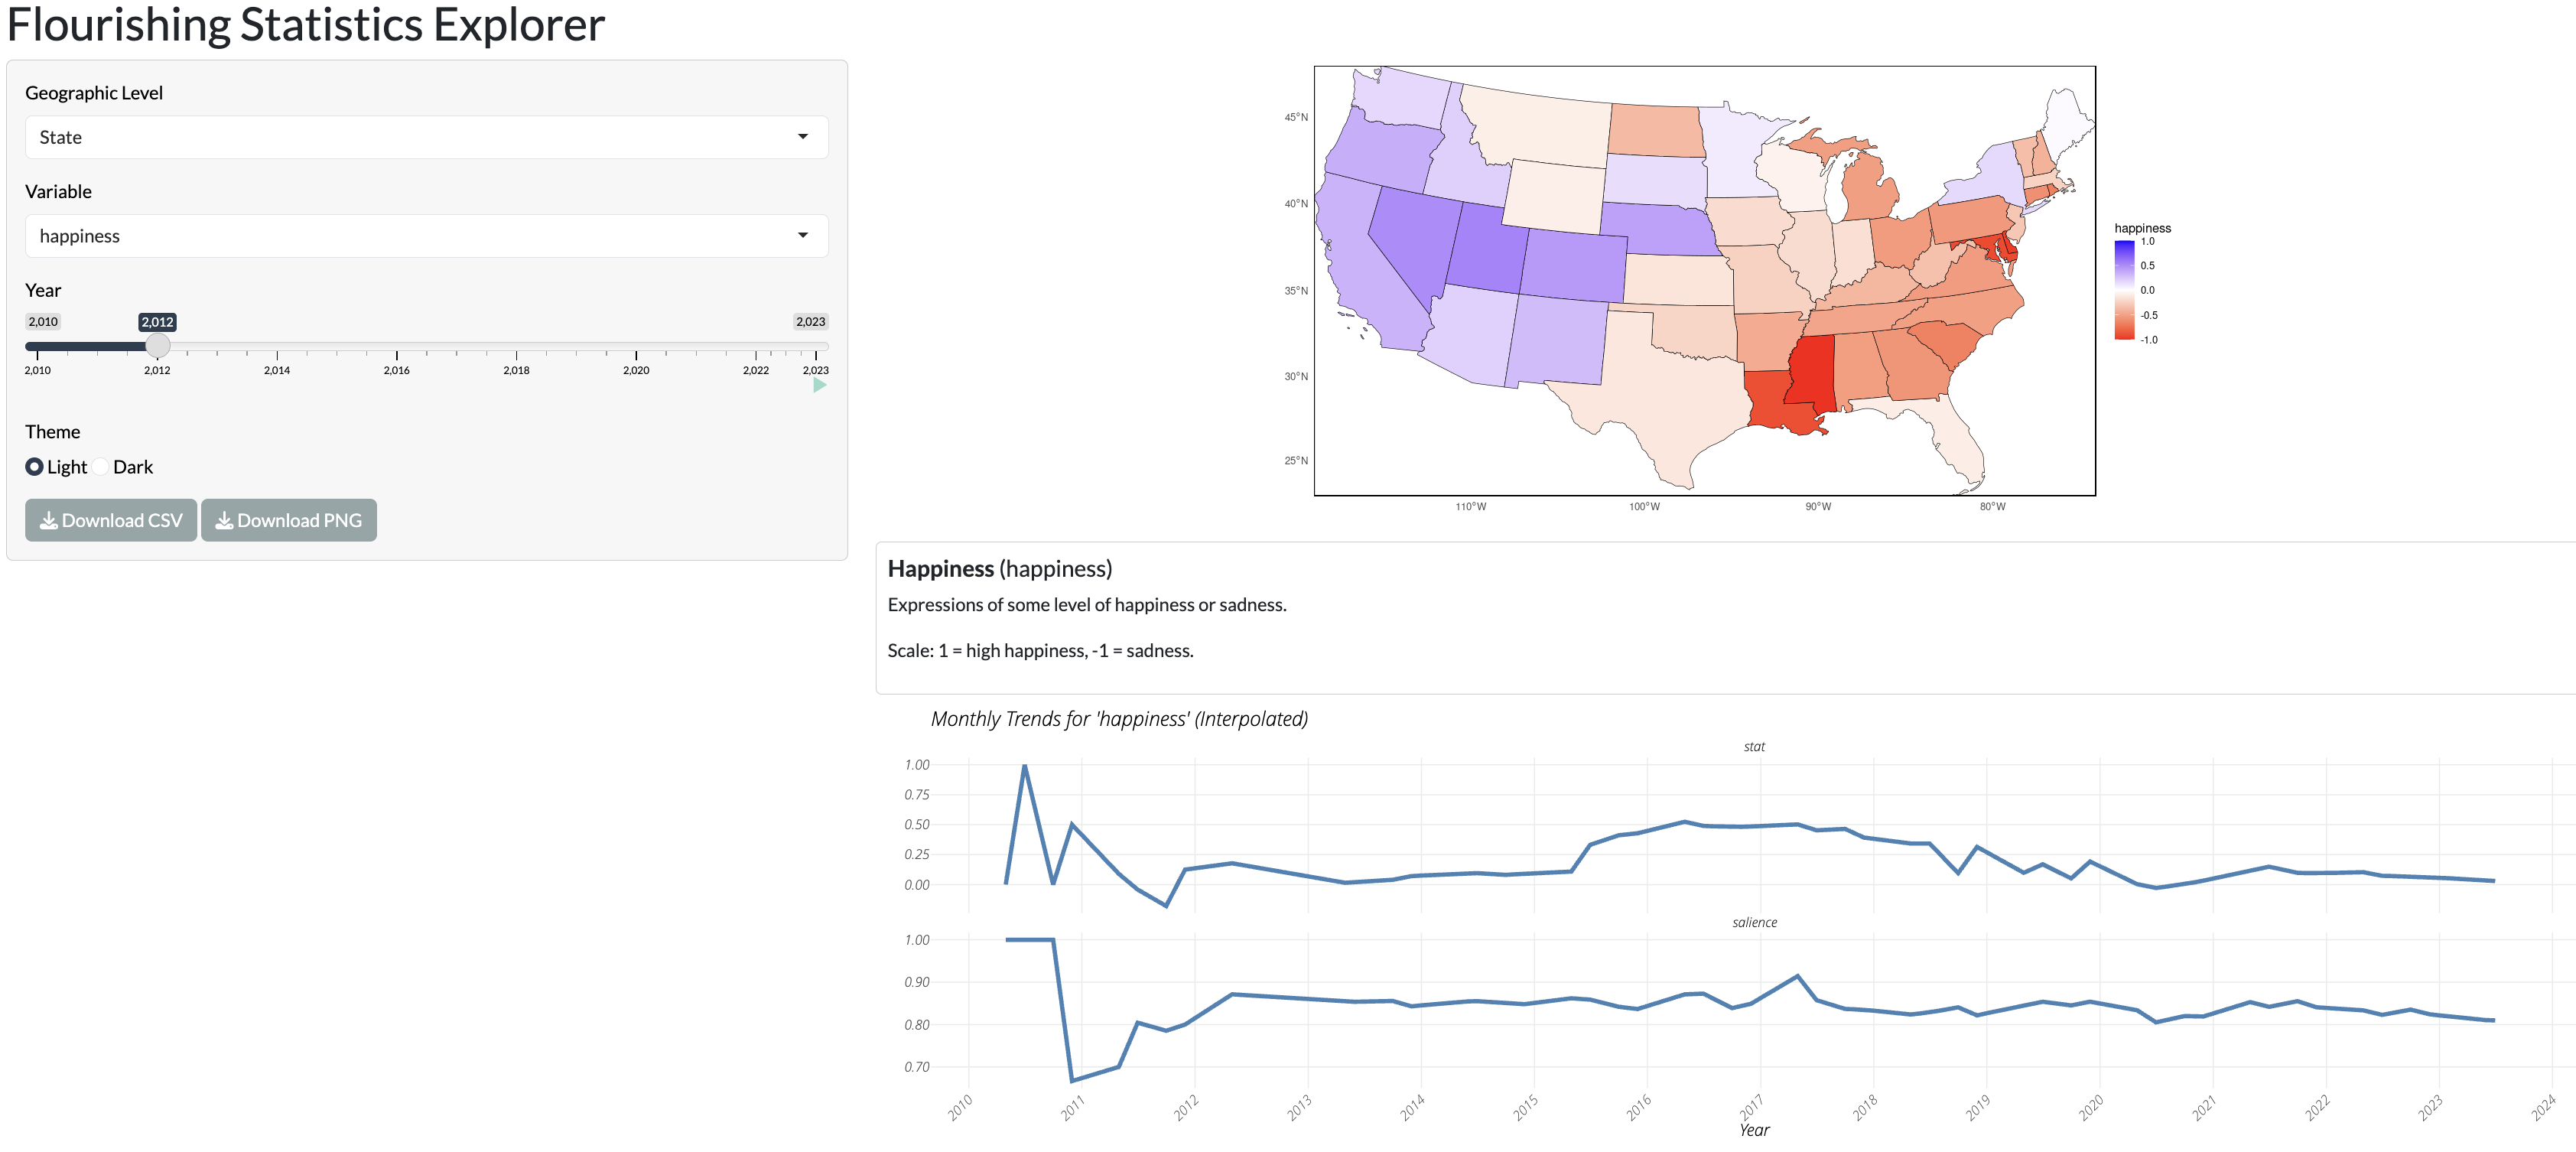 Flourishing Statistics Explorer
Geographic Level
State
Variable
happiness
Year
2,010 2,012 2,023
2,010 2,012 2,014 2,016 2,018 2,020 2,022 2,023
Theme
Light Dark
Download CSV Download PNG
45°N
40°N
35°N
30°N
25°N
110°W 100°W 90°W 80°W
happiness
1.0
0.5
0.0
-0.5
-1.0
Happiness (happiness)
Expressions of some level of happiness or sadness.
Scale: 1 = high happiness, -1 = sadness.
Monthly Trends for 'happiness' (Interpolated)
stat
1.00
0.75
0.50
0.25
0.00
salience
1.00
0.90
0.80
0.70
2010 2011 2012 2013 2014 2015 2016 2017 2018 2019 2020 2021 2022 2023 2024
Year